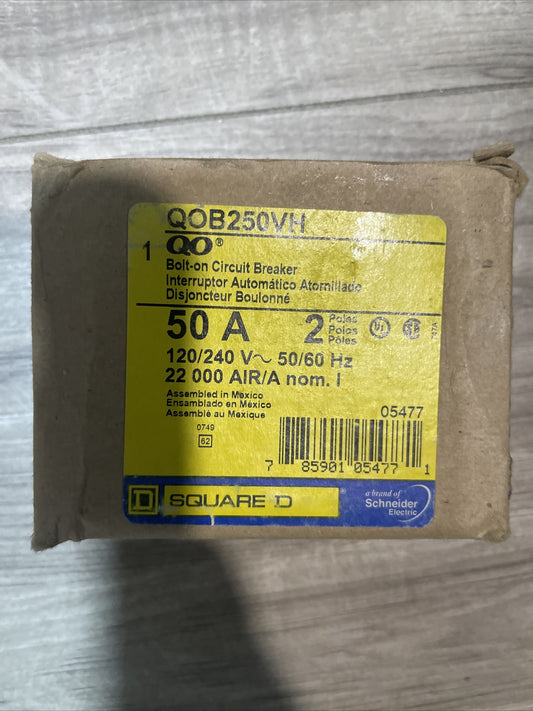 QOB250VH
1 QO®
Bolt-on Circuit Breaker
Interruptor Automático Atornillado
Disjoncteur Boulonné
50 A 2 Poles
Polos
Pôles
UL
120/240 V~ 50/60 Hz
22 000 AIR/A nom. I
Assembled in Mexico
Ensamblado en México
Assemblé au Mexique
05477
0749
62
7 85901 05477 1
D SQUARE D
a brand of
Schneider
Electric